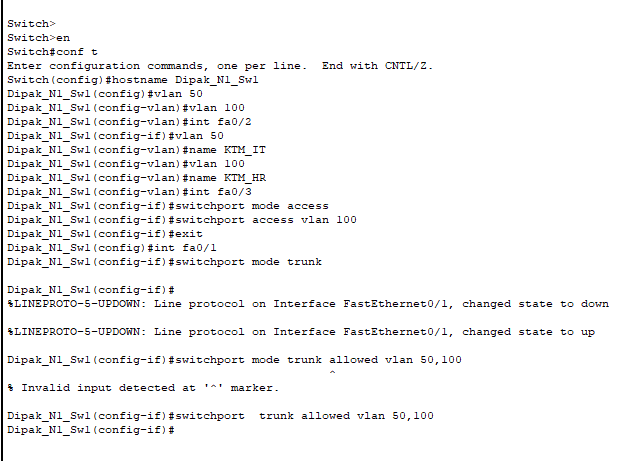 Switch>
Switch>en
Switch#conf t
Enter configuration commands, one per line.  End with CNTL/Z.
Switch(config)#hostname Dipak_N1_Sw1
Dipak_N1_Sw1(config)#vlan 50
Dipak_N1_Sw1(config-vlan)#vlan 100
Dipak_N1_Sw1(config-vlan)#int fa0/2
Dipak_N1_Sw1(config-if)#vlan 50
Dipak_N1_Sw1(config-vlan)#name KTM_IT
Dipak_N1_Sw1(config-vlan)#vlan 100
Dipak_N1_Sw1(config-vlan)#name KTM_HR
Dipak_N1_Sw1(config-vlan)#int fa0/3
Dipak_N1_Sw1(config-if)#switchport mode access
Dipak_N1_Sw1(config-if)#switchport access vlan 100
Dipak_N1_Sw1(config-if)#exit
Dipak_N1_Sw1(config)#int fa0/1
Dipak_N1_Sw1(config-if)#switchport mode trunk
Dipak_N1_Sw1(config-if)#
%LINEPROTO-5-UPDOWN: Line protocol on Interface FastEthernet0/1, changed state to down
%LINEPROTO-5-UPDOWN: Line protocol on Interface FastEthernet0/1, changed state to up
Dipak_N1_Sw1(config-if)#switchport mode trunk allowed vlan 50,100
^
% Invalid input detected at '^' marker.
Dipak_N1_Sw1(config-if)#switchport  trunk allowed vlan 50,100
Dipak_N1_Sw1(config-if)#